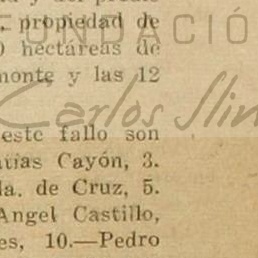 propiedad de
FUNDACIÓ
hectáreas de
monte y las 12
Carlos Slim
este fallo son
Cayón, 3.
de Cruz, 5.
Angel Castillo,
10.—Pedro